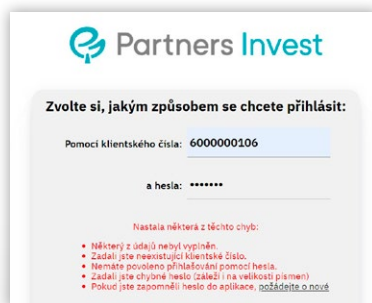 Partners Invest
Zvolte si, jakým způsobem se chcete přihlásit:
Pomocí klientského čísla: 6000000106
a hesla: •••••••
Nastala některá z těchto chyb:
• Některý z údajů nebyl vyplněn.
• Zadali jste neexistující klientské číslo.
• Nemáte povoleno přihlašování pomocí hesla.
• Zadali jste chybné heslo (záleží i na velikosti písmen)
• Pokud jste zapomněli heslo do aplikace, požádejte o nové